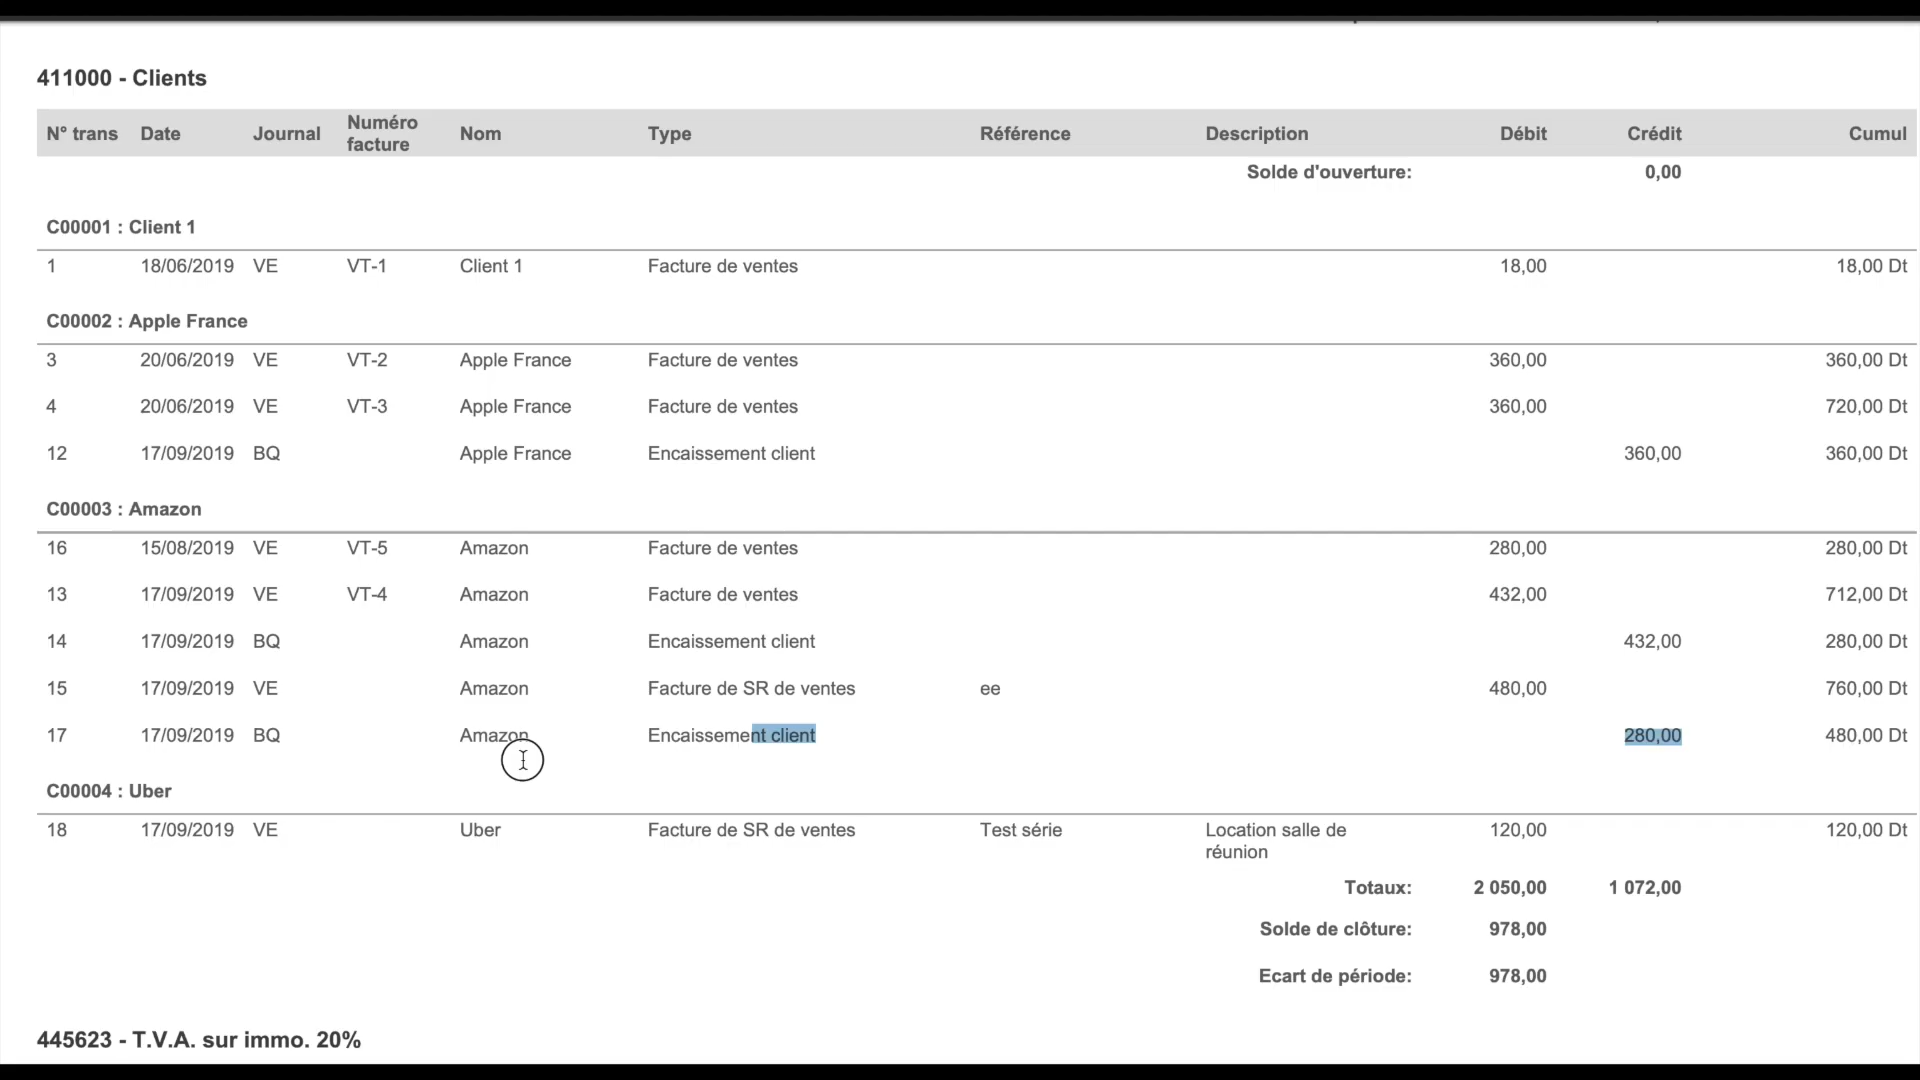 411000 - Clients
N° trans Date Journal Numéro facture Nom Type Référence Description Débit Crédit Cumul
Solde d'ouverture: 0,00
C00001 : Client 1
1 18/06/2019 VE VT-1 Client 1 Facture de ventes 18,00 18,00 Dt
C00002 : Apple France
3 20/06/2019 VE VT-2 Apple France Facture de ventes 360,00 360,00 Dt
4 20/06/2019 VE VT-3 Apple France Facture de ventes 360,00 720,00 Dt
12 17/09/2019 BQ Apple France Encaissement client 360,00 360,00 Dt
C00003 : Amazon
16 15/08/2019 VE VT-5 Amazon Facture de ventes 280,00 280,00 Dt
13 17/09/2019 VE VT-4 Amazon Facture de ventes 432,00 712,00 Dt
14 17/09/2019 BQ Amazon Encaissement client 432,00 280,00 Dt
15 17/09/2019 VE Amazon Facture de SR de ventes ee 480,00 760,00 Dt
17 17/09/2019 BQ Amazon Encaissement client 280,00 480,00 Dt
C00004 : Uber
18 17/09/2019 VE Uber Facture de SR de ventes Test série Location salle de réunion 120,00 120,00 Dt
Totaux: 2 050,00 1 072,00
Solde de clôture: 978,00
Ecart de période: 978,00
445623 - T.V.A. sur immo. 20%